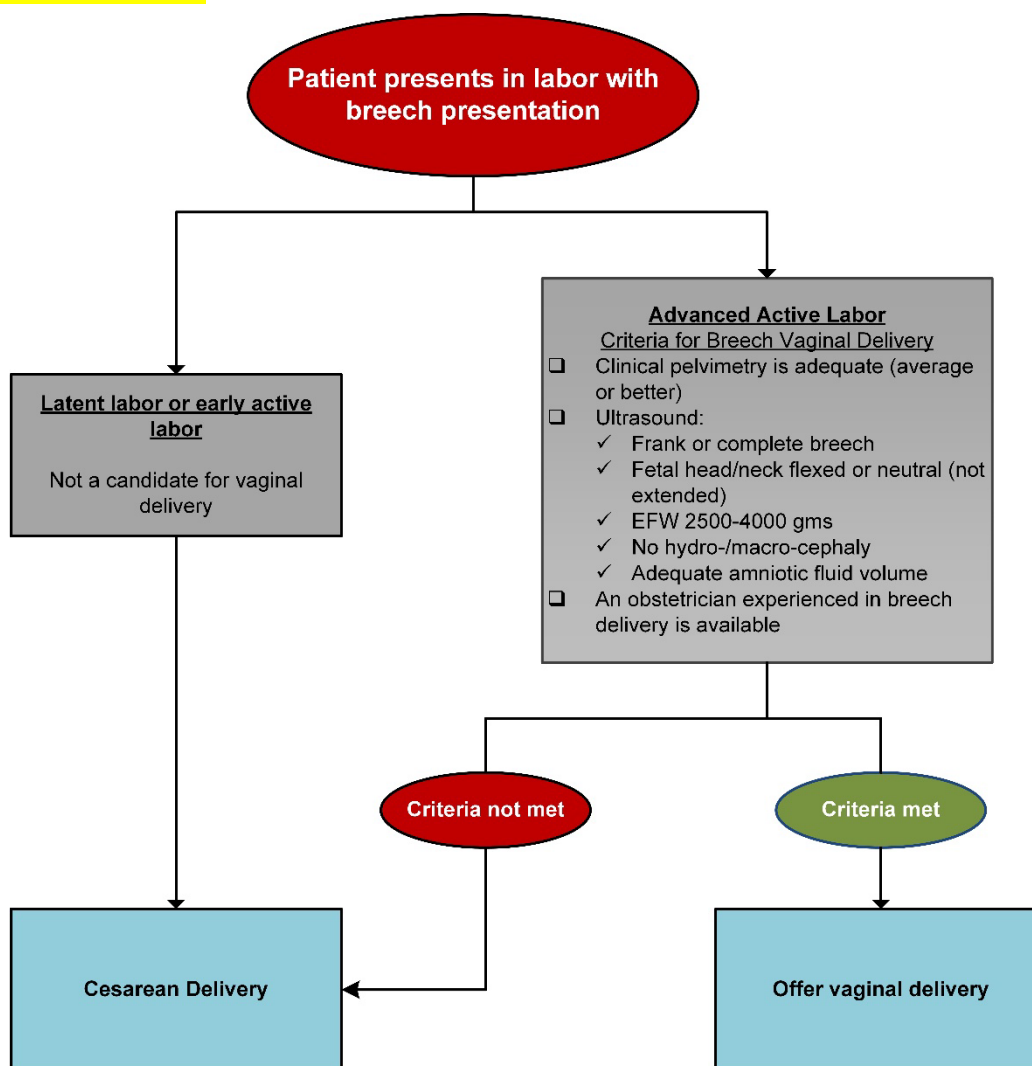 Patient presents in labor with
breech presentation
Latent labor or early active
labor
Not a candidate for vaginal
delivery
Advanced Active Labor
Criteria for Breech Vaginal Delivery
❑ Clinical pelvimetry is adequate (average
or better)
❑ Ultrasound:
✓ Frank or complete breech
✓ Fetal head/neck flexed or neutral (not
extended)
✓ EFW 2500-4000 gms
✓ No hydro-/macro-cephaly
✓ Adequate amniotic fluid volume
❑ An obstetrician experienced in breech
delivery is available
Criteria not met
Criteria met
Cesarean Delivery
Offer vaginal delivery